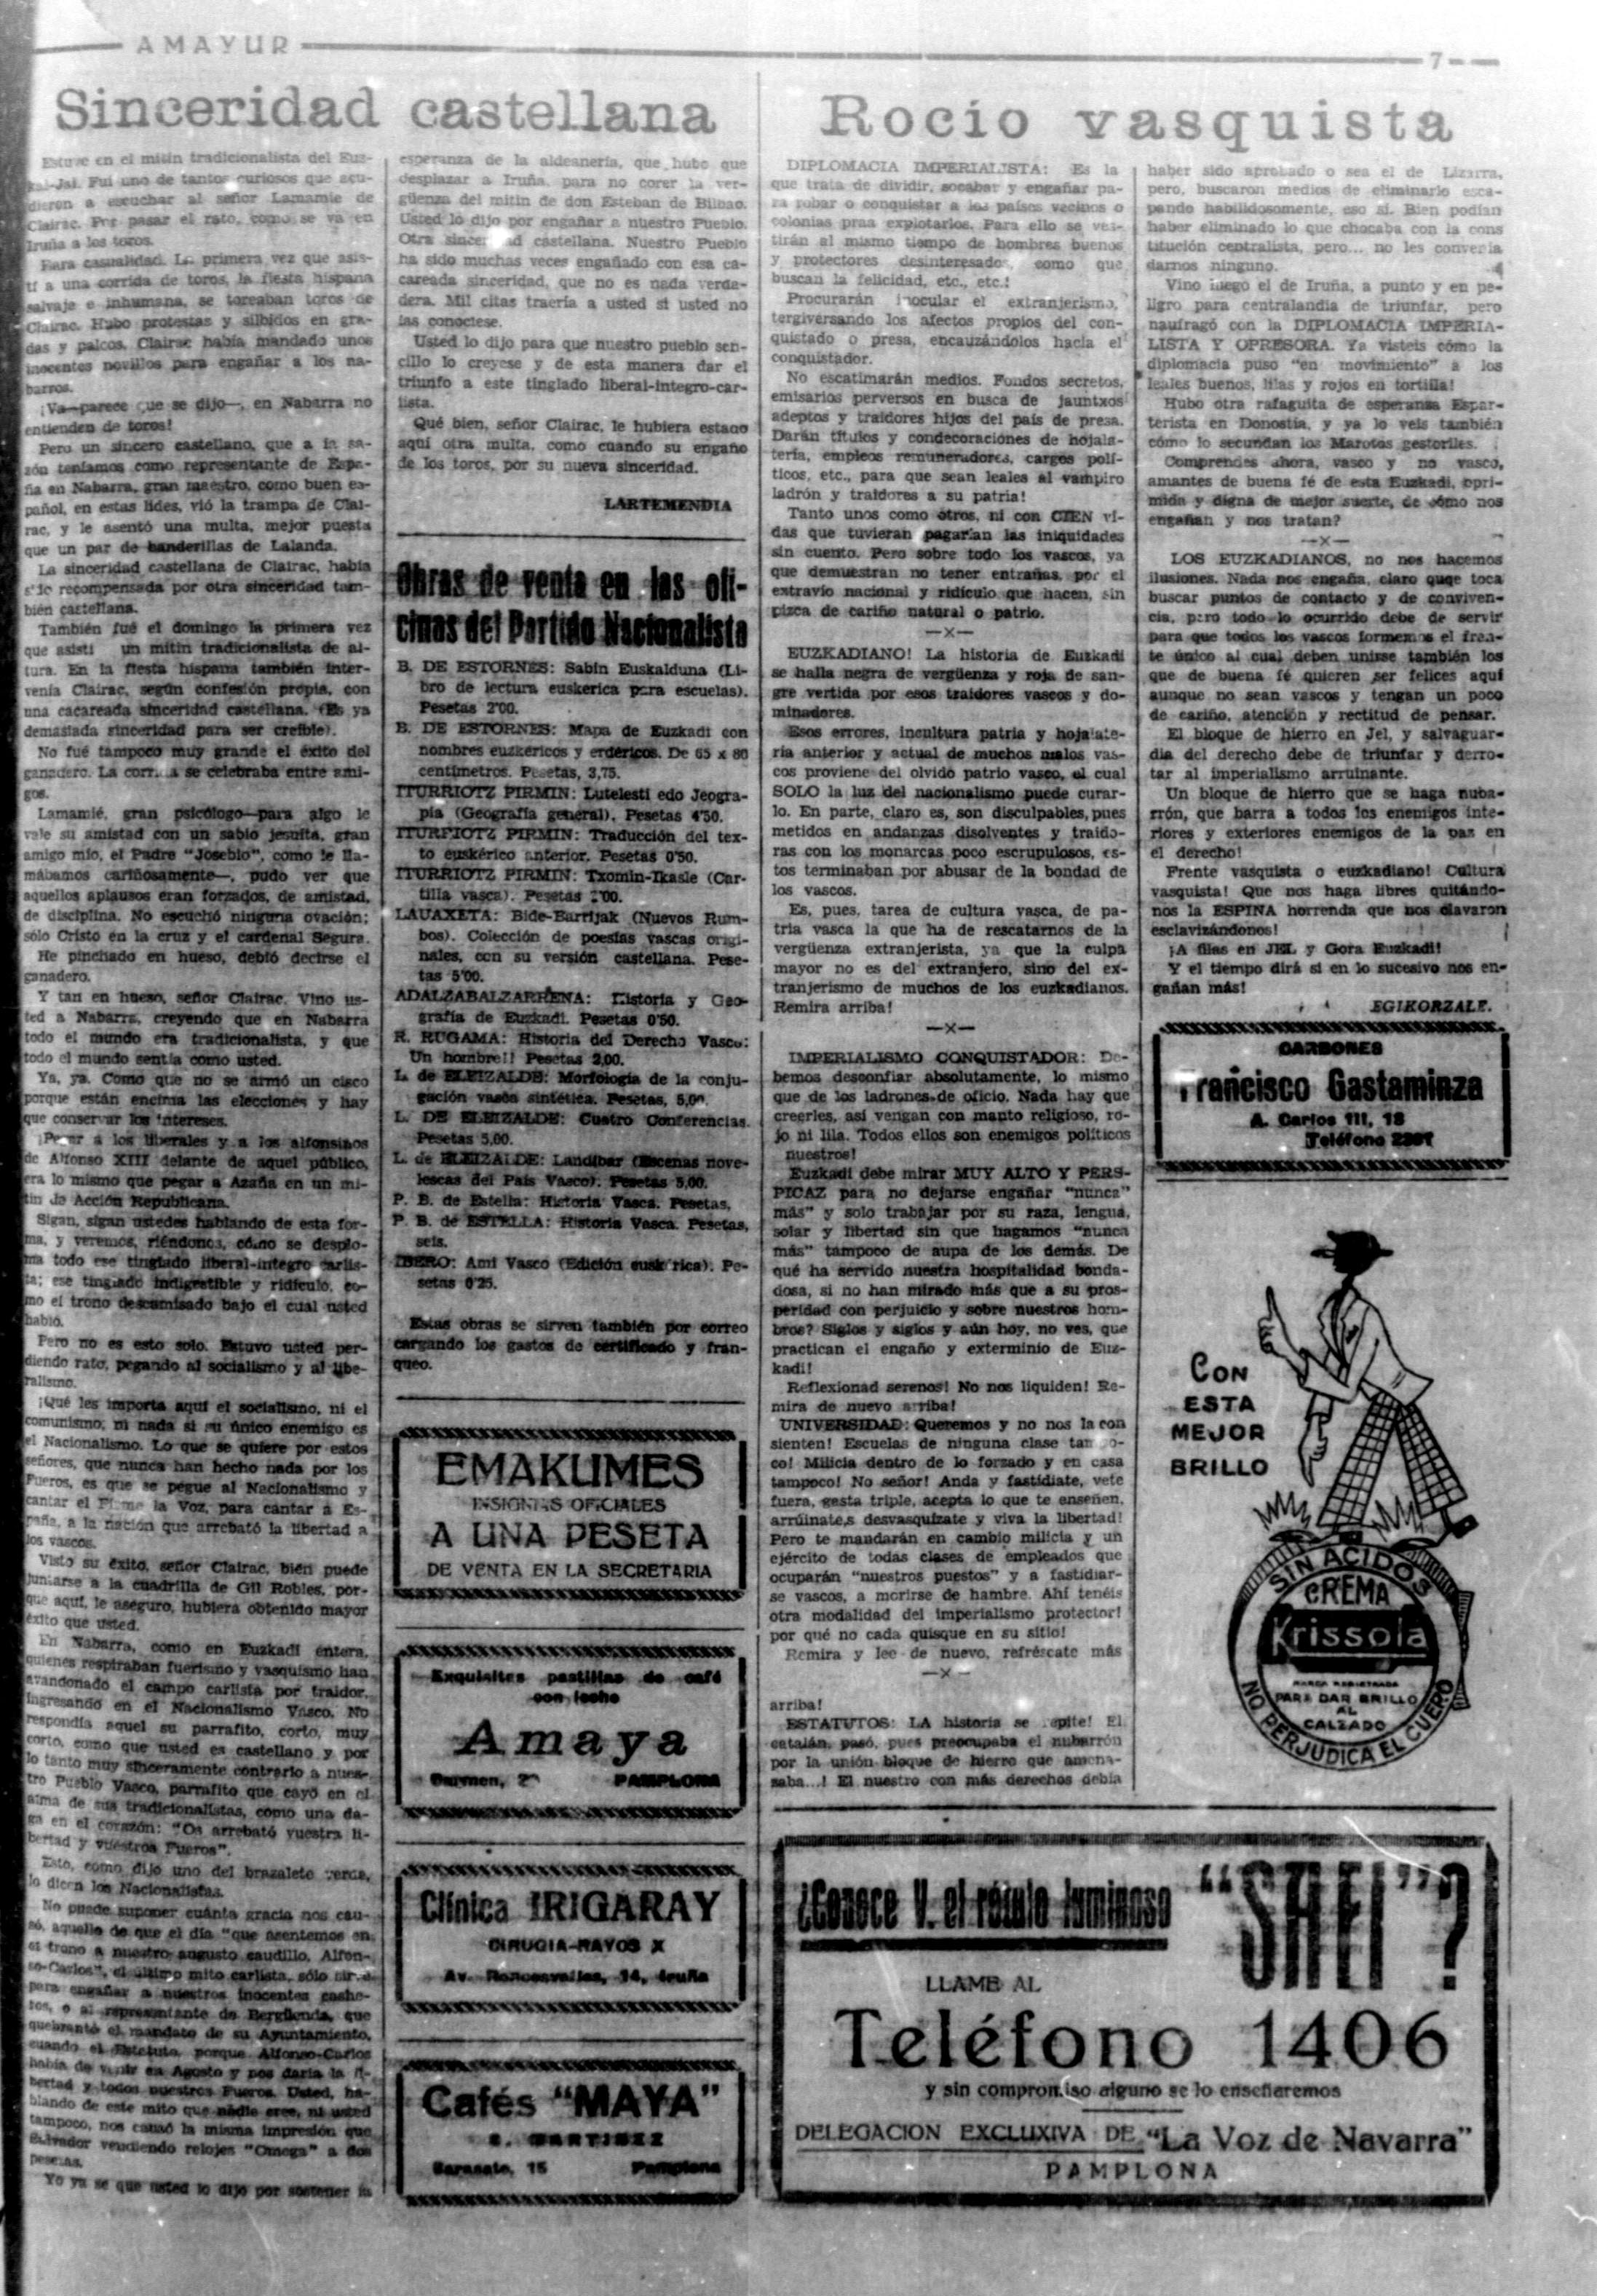 AMAYUR
7
Sinceridad castellana
Estuve en el mitin tradicionalista del Eus-
kal-Jai. Fui uno de tantos curiosos que acu-
dieron a escuchar al señor Lamamie de
Clairac. Por pasar el rato, como se va en
Iruña a los toros.
Rara casualidad. La primera vez que asis-
tí a una corrida de toros, la fiesta hispana
salvaje e inhumana, se toreaban toros de
Clairac. Hubo protestas y silbidos en gra-
das y palcos. Clairac había mandado unos
inocentes novillos para engañar a los na-
barros.
¡Va—parece que se dijo—, en Nabarra no
entienden de toros!
Pero un sincero castellano, que a la sa-
zón teníamos como representante de Espa-
ña en Nabarra, gran maestro, como buen es-
pañol, en estas lides, vió la trampa de Clai-
rac, y le asentó una multa, mejor puesta
que un par de banderillas de Lalanda.
La sinceridad castellana de Clairac, había
sido recompensada por otra sinceridad tam-
bién castellana.
También fué el domingo la primera vez
que asistí un mitin tradicionalista de al-
tura. En la fiesta hispana también inter-
venía Clairac, según confesión propia, con
una cacareada sinceridad castellana. (Es ya
demasiada sinceridad para ser creíble).
No fué tampoco muy grande el éxito del
ganadero. La corrida se celebraba entre ami-
gos.
Lamamié, gran psicólogo—para algo le
vale su amistad con un sabio jesuita, gran
amigo mío, el Padre "Josebio", como le lla-
mábamos cariñosamente—, pudo ver que
aquellos aplausos eran forzados, de amistad,
de disciplina. No escuchó ninguna ovación;
sólo Cristo en la cruz y el cardenal Segura.
He pinchado en hueso, debió decirse el
ganadero.
Y tan en hueso, señor Clairac. Vino us-
ted a Nabarra, creyendo que en Nabarra
todo el mundo era tradicionalista, y que
todo el mundo sentía como usted.
Ya, ya. Como que no se armó un cisco
porque están encima las elecciones y hay
que conservar los intereses.
¡Pegar a los liberales y a los alfonsinos
de Alfonso XIII delante de aquel público,
era lo mismo que pegar a Azaña en un mi-
tin de Acción Republicana.
Sigan, sigan ustedes hablando de esta for-
ma, y veremos, riéndonos, cómo se desplo-
ma todo ese tinglado liberal-íntegro carlis-
ta; ese tinglado indigestible y ridículo, co-
mo el trono descamisado bajo el cual usted
habló.
Pero no es esto solo. Estuvo usted per-
diendo rato, pegando al socialismo y al libe-
ralismo.
¡Qué les importa aquí el socialismo, ni el
comunismo, ni nada si su único enemigo es
el Nacionalismo. Lo que se quiere por estos
señores, que nunca han hecho nada por los
Fueros, es que se pegue al Nacionalismo y
cantar el la Voz, para cantar a Es-
paña, a la nación que arrebató la libertad a
los vascos.
Visto su éxito, señor Clairac, bien puede
juntarse a la cuadrilla de Gil Robles, por-
que aquí, le aseguro, hubiera obtenido mayor
éxito que usted.
En Nabarra, como en Euzkadi entera,
quienes respiraban fuerismo y vasquismo han
avandonado el campo carlista por traidor,
ingresando en el Nacionalismo Vasco. No
respondía aquel su parrafito, corto, muy
corto, como que usted es castellano y por
lo tanto muy sinceramente contrario a nues-
tro Pueblo Vasco, parrafito que cayó en el
alma de sus tradicionalistas, como una da-
ga en el corazón: "Os arrebató vuestra li-
bertad y vuestros Fueros".
Esto, como dijo uno del brazalete verde,
lo dicen los Nacionalistas.
No puede suponer cuánta gracia nos cau-
só, aquello de que el día "que asentemos en
el trono a nuestro augusto caudillo, Alfon-
so-Carlos", el último mito carlista, sólo sirve
para engañar a nuestros inocentes
o al representante de Bergüenda, que
quebrantó el mandato de su Ayuntamiento,
cuando el Estatuto, porque Alfonso-Carlos
había de venir en Agosto y nos daría la li-
bertad y todos nuestros Fueros. Usted, ha-
blando de este mito que nadie cree, ni usted
tampoco, nos causó la misma impresión que
Salvador vendiendo relojes "Omega" a dos
pesetas.
Yo ya se que usted lo dijo por sostener la
esperanza de la aldeanería, que hubo que
desplazar a Iruña, para no corer la ver-
güenza del mitin de don Esteban de Bilbao.
Usted lo dijo por engañar a nuestro Pueblo.
Otra sinceridad castellana. Nuestro Pueblo
ha sido muchas veces engañado con esa ca-
careada sinceridad, que no es nada verda-
dera. Mil citas traería a usted si usted no
las conociese.
Usted lo dijo para que nuestro pueblo sen-
cillo lo creyese y de esta manera dar el
triunfo a este tinglado liberal-íntegro-car-
lista.
Qué bien, señor Clairac, le hubiera estado
aquí otra multa, como cuando su engaño
de los toros, por su nueva sinceridad.
LARTEMENDIA
Obras de venta en las ofi-
cinas del Partido Nacionalista
B. DE ESTORNES: Sabin Euskalduna (Li-
bro de lectura euskerica para escuelas).
Pesetas 2'00.
B. DE ESTORNES: Mapa de Euzkadi con
nombres euzkéricos y erdéricos. De 65 x 80
centímetros. Pesetas, 3,75.
ITURRIOTZ PIRMIN: Lutelesti edo Jeogra-
pia (Geografía general). Pesetas 4'50.
ITURRIOTZ PIRMIN: Traducción del tex-
to euskérico anterior. Pesetas 0'50.
ITURRIOTZ PIRMIN: Txomin-Ikasle (Car-
tilla vasca). Pesetas 2'00.
LAUAXETA: Bide-Barrijak (Nuevos Rum-
bos). Colección de poesías vascas origi-
nales, con su versión castellana. Pese-
tas 5'00.
ADALZABALZARRENA: Historia y Geo-
grafía de Euzkadi. Pesetas 0'50.
R. RUGAMA: Historia del Derecho Vasco:
Un hombre!! Pesetas 2,00.
L. de ELEIZALDE: Morfología de la conju-
gación vasca sintética. Pesetas, 5,00.
L. DE ELEIZALDE: Cuatro Conferencias.
Pesetas 5,00.
L. de ELEIZALDE: Landibar (Escenas nove-
lescas del País Vasco). Pesetas 5,00.
P. B. de Estella: Historia Vasca. Pesetas,
P. B. de ESTELLA: Historia Vasca. Pesetas,
seis.
IBERO: Ami Vasco (Edición euskérica). Pe-
setas 0'25.
Estas obras se sirven también por correo
cargando los gastos de certificado y fran-
queo.
EMAKUMES
INSIGNIAS OFICIALES
A UNA PESETA
DE VENTA EN LA SECRETARIA
Exquisites pastillas de café
con leche
Amaya
Carmen, PAMPLONA
Clínica IRIGARAY
CIRUGIA-RAYOS X
Av. Roncesvalles, 14, Iruña
Cafés "MAYA"
MARTINEZ
Sarasate, 15 Pamplona
Rocío vasquista
DIPLOMACIA IMPERIALISTA: Es la
que trata de dividir, socabar y engañar pa-
ra robar o conquistar a los países vecinos o
colonias praa explotarlos. Para ello se ves-
tirán al mismo tiempo de hombres buenos
y protectores desinteresados, como que
buscan la felicidad, etc., etc.!
Procurarán inocular el extranjerismo,
tergiversando los afectos propios del con-
quistado o presa, encauzándolos hacia el
conquistador.
No escatimarán medios. Fondos secretos,
emisarios perversos en busca de jauntxos
adeptos y traidores hijos del país de presa.
Darán títulos y condecoraciones de hojala-
tería, empleos remuneradores, cargos polí-
ticos, etc., para que sean leales al vampiro
ladrón y traidores a su patria!
Tanto unos como otros, ni con CIEN vi-
das que tuvieran pagarían las iniquidades
sin cuento. Pero sobre todo los vascos, ya
que demuestran no tener entrañas, por el
extravío nacional y ridículo que hacen, sin
pizca de cariño natural o patrio.
—x—
EUZKADIANO! La historia de Euzkadi
se halla negra de vergüenza y roja de san-
gre vertida por esos traidores vascos y do-
minadores.
Esos errores, incultura patria y hojalate-
ría anterior y actual de muchos malos vas-
cos proviene del olvido patrio vasco, el cual
SOLO la luz del nacionalismo puede curar-
lo. En parte, claro es, son disculpables, pues
metidos en andanzas disolventes y traido-
ras con los monarcas poco escrupulosos, es-
tos terminaban por abusar de la bondad de
los vascos.
Es, pues, tarea de cultura vasca, de pa-
tria vasca la que ha de rescatarnos de la
vergüenza extranjerista, ya que la culpa
mayor no es del extranjero, sino del ex-
tranjerismo de muchos de los euzkadianos.
Remira arriba!
—x—
IMPERIALISMO CONQUISTADOR: De-
bemos desconfiar absolutamente, lo mismo
que de los ladrones de oficio. Nada hay que
creerles, así vengan con manto religioso, ro-
jo ni lila. Todos ellos son enemigos políticos
nuestros!
Euzkadi debe mirar MUY ALTO Y PERS-
PICAZ para no dejarse engañar "nunca"
más" y solo trabajar por su raza, lengua,
solar y libertad sin que hagamos "nunca
más" tampoco de aupa de los demás. De
qué ha servido nuestra hospitalidad bonda-
dosa, si no han mirado más que a su pros-
peridad con perjuicio y sobre nuestros hom-
bros? Siglos y siglos y aún hoy, no ves, que
practican el engaño y exterminio de Euz-
kadi!
Reflexionad serenos! No nos liquiden! Re-
mira de nuevo arriba!
UNIVERSIDAD: Queremos y no nos la con
sienten! Escuelas de ninguna clase tampo-
co! Milicia dentro de lo forzado y en casa
tampoco! No señor! Anda y fastídiate, vete
fuera, gesta triple, acepta lo que te enseñen,
arrúinate,s desvasquízate y viva la libertad!
Pero te mandarán en cambio milicia y un
ejército de todas clases de empleados que
ocuparán "nuestros puestos" y a fastidiar-
se vascos, a morirse de hambre. Ahí tenéis
otra modalidad del imperialismo protector!
por qué no cada quisque en su sitio!
Remira y lee de nuevo, refréscate más
—x—
arriba!
ESTATUTOS: LA historia se repite! El
catalán, pasó, pues preocupaba el nubarrón
por la unión bloque de hierro que amena-
saba...! El nuestro con más derechos debía
haber sido aprobado o sea el de Lizarra,
pero, buscaron medios de eliminarlo esca-
pando habilidosamente, eso sí. Bien podían
haber eliminado lo que chocaba con la cons
titución centralista, pero... no les convería
darnos ninguno.
Vino luego el de Iruña, a punto y en pe-
ligro para centralandia de triunfar, pero
naufragó con la DIPLOMACIA IMPERIA-
LISTA Y OPRESORA. Ya visteis cómo la
diplomacia puso "en movimiento" a los
leales buenos, lilas y rojos en tortilla!
Hubo otra rafaguita de esperanza Espar-
terista en Donostia, y ya lo veis también
cómo lo secundan los Marotos gestoriles.
Comprendes ahora, vasco y no vasco,
amantes de buena fé de esta Euzkadi, opri-
mida y digna de mejor suerte, de cómo nos
engañan y nos tratan?
—x—
LOS EUZKADIANOS, no nos hacemos
ilusiones. Nada nos engaña, claro quqe toca
buscar puntos de contacto y de conviven-
cia, pero todo lo ocurrido debe de servir
para que todos los vascos formemos el fren-
te único al cual deben unirse también los
que de buena fé quieren ser felices aquí
aunque no sean vascos y tengan un poco
de cariño, atención y rectitud de pensar.
El bloque de hierro en Jel, y salvaguar-
dia del derecho debe de triunfar y derro-
tar al imperialismo arruinante.
Un bloque de hierro que se haga nuba-
rrón, que barra a todos los enemigos inte-
riores y exteriores enemigos de la paz en
el derecho!
Frente vasquista o euzkadiano! Cultura
vasquista! Que nos haga libres quitándo-
nos la ESPINA horrenda que nos clavaron
esclavizándonos!
¡A filas en JEL y Gora Euzkadi!
Y el tiempo dirá si en lo sucesivo nos en-
gañan más!
EGIKORZALE.
CARBONES
Francisco Gastaminza
A. Carlos III, 18
Teléfono 2361
CON
ESTA
MEJOR
BRILLO
SIN ACIDOS
CREMA
Krissola
MARCA REGISTRADA
PARA DAR BRILLO
AL
CALZADO
NO PERJUDICA EL CUERO
¿Conoce V. el rótulo luminoso "SAFI"?
LLAME AL
Teléfono 1406
y sin compromiso alguno se lo enseñaremos
DELEGACION EXCLUXIVA DE "La Voz de Navarra"
PAMPLONA